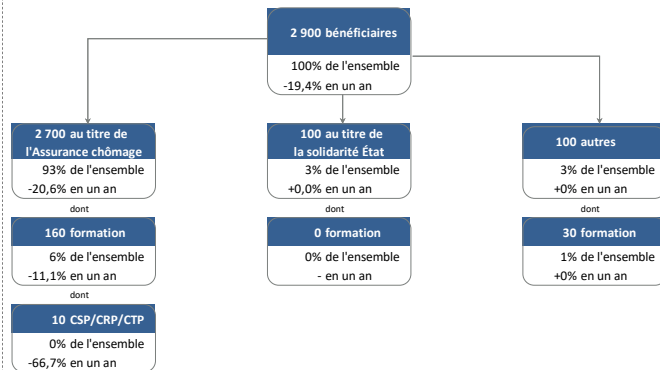 2 900 bénéficiaires
100% de l'ensemble
-19,4% en un an
2 700 au titre de
l'Assurance chômage
93% de l'ensemble
-20,6% en un an
dont
160 formation
6% de l'ensemble
-11,1% en un an
dont
10 CSP/CRP/CTP
0% de l'ensemble
-66,7% en un an
100 au titre de
la solidarité État
3% de l'ensemble
+0,0% en un an
dont
0 formation
0% de l'ensemble
- en un an
100 autres
3% de l'ensemble
+0% en un an
dont
30 formation
1% de l'ensemble
+0% en un an